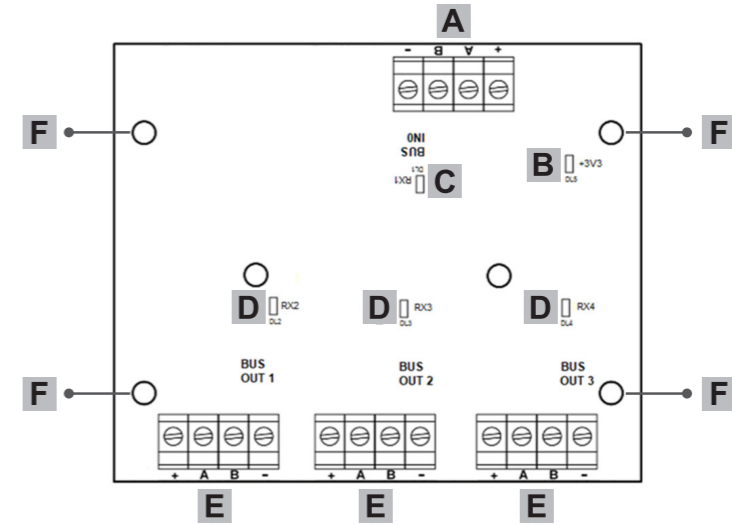 A
- B A +
F
F
BUS
IN0
B
+3V3
DL5
DL1
RX1
C
D
RX2
DL2
D
RX3
DL3
D
RX4
DL4
BUS
OUT 1
BUS
OUT 2
BUS
OUT 3
F
F
+ A B -
+ A B -
+ A B -
E
E
E